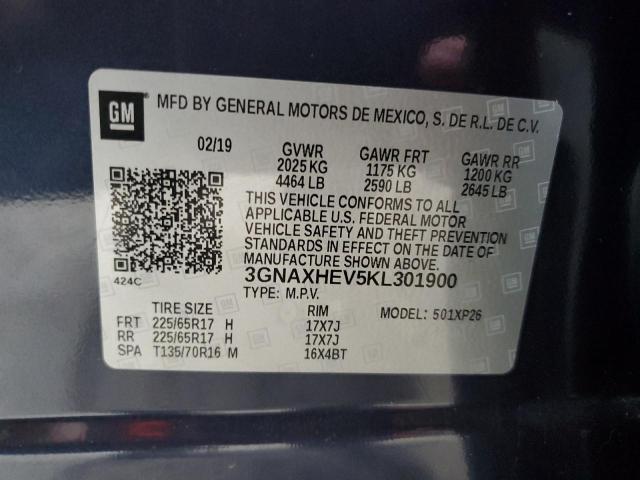 GM
MFD BY GENERAL MOTORS DE MEXICO, S. DE R.L. DE C.V.
02/19 GVWR GAWR FRT GAWR RR
2025 KG 1175 KG 1200 KG
4464 LB 2590 LB 2645 LB
THIS VEHICLE CONFORMS TO ALL
APPLICABLE U.S. FEDERAL MOTOR
VEHICLE SAFETY AND THEFT PREVENTION
STANDARDS IN EFFECT ON THE DATE OF
MANUFACTURE SHOWN ABOVE.
424C 3GNAXHEV5KL301900
TYPE: M.P.V.
TIRE SIZE RIM MODEL: 501XP26
FRT 225/65R17 H 17X7J
RR 225/65R17 H 17X7J
SPA T135/70R16 M 16X4BT